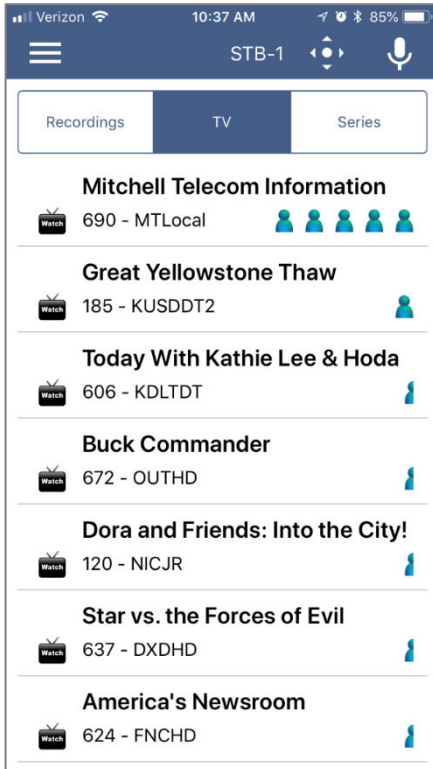 Verizon 10:37 AM 85%
STB-1
Recordings TV Series
Mitchell Telecom Information
Watch 690 - MTLocal
Great Yellowstone Thaw
Watch 185 - KUSDDT2
Today With Kathie Lee & Hoda
Watch 606 - KDLTDT
Buck Commander
Watch 672 - OUTHD
Dora and Friends: Into the City!
Watch 120 - NICJR
Star vs. the Forces of Evil
Watch 637 - DXDHD
America's Newsroom
Watch 624 - FNCHD